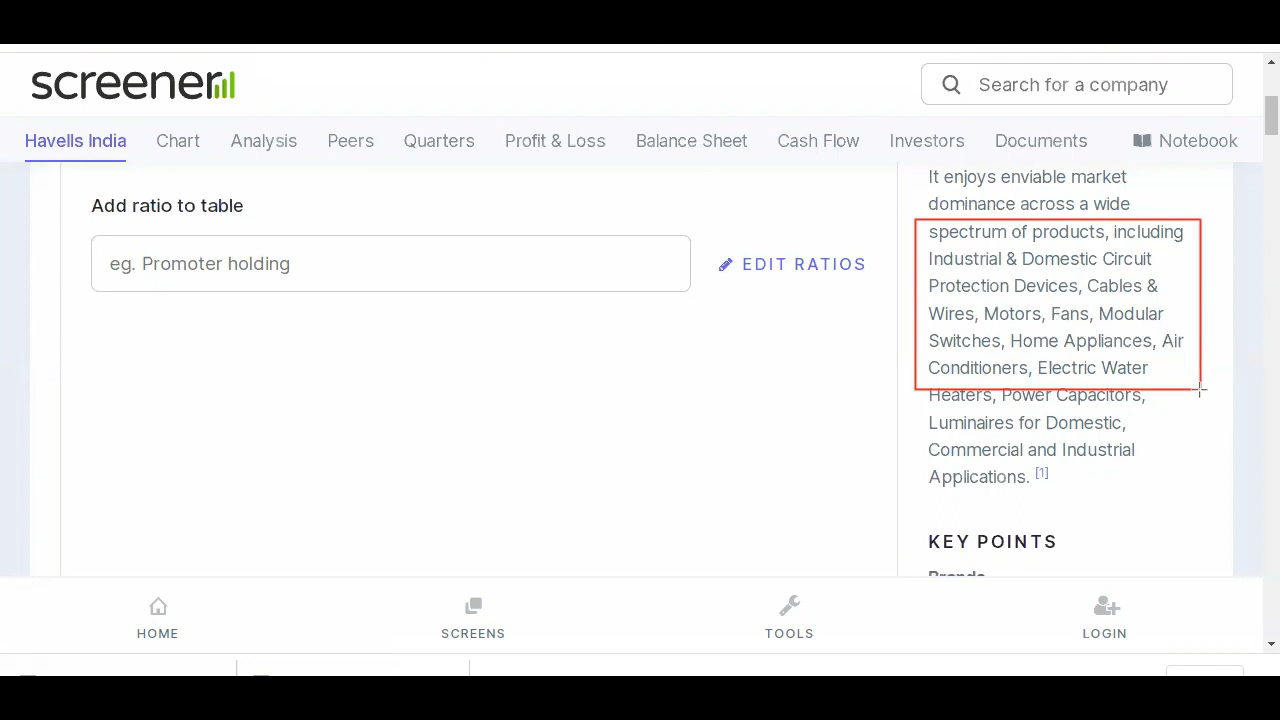 screener
Search for a company
Havells India Chart Analysis Peers Quarters Profit & Loss Balance Sheet Cash Flow Investors Documents Notebook
Add ratio to table
eg. Promoter holding
EDIT RATIOS
It enjoys enviable market
dominance across a wide
spectrum of products, including
Industrial & Domestic Circuit
Protection Devices, Cables &
Wires, Motors, Fans, Modular
Switches, Home Appliances, Air
Conditioners, Electric Water
Heaters, Power Capacitors,
Luminaires for Domestic,
Commercial and Industrial
Applications. [1]
KEY POINTS
Brands
HOME SCREENS TOOLS LOGIN